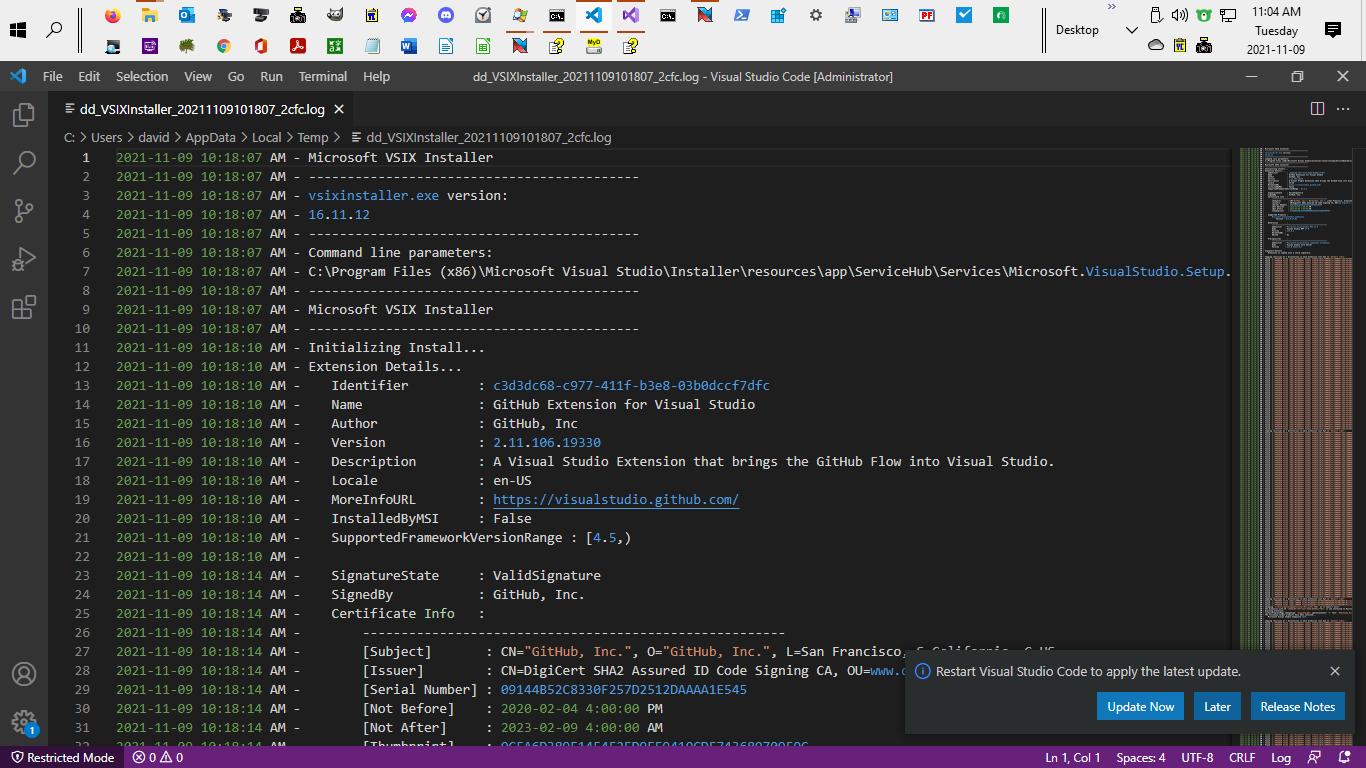 Desktop
11:04 AM
Tuesday
2021-11-09
File Edit Selection View Go Run Terminal Help
dd_VSIXInstaller_20211109101807_2cfc.log - Visual Studio Code [Administrator]
dd_VSIXInstaller_20211109101807_2cfc.log
C: > Users > david > AppData > Local > Temp > dd_VSIXInstaller_20211109101807_2cfc.log
1 2021-11-09 10:18:07 AM - Microsoft VSIX Installer
2 2021-11-09 10:18:07 AM - -------------------------------------------
3 2021-11-09 10:18:07 AM - vsixinstaller.exe version:
4 2021-11-09 10:18:07 AM - 16.11.12
5 2021-11-09 10:18:07 AM - -------------------------------------------
6 2021-11-09 10:18:07 AM - Command line parameters:
7 2021-11-09 10:18:07 AM - C:\Program Files (x86)\Microsoft Visual Studio\Installer\resources\app\ServiceHub\Services\Microsoft.VisualStudio.Setup.
8 2021-11-09 10:18:07 AM - -------------------------------------------
9 2021-11-09 10:18:07 AM - Microsoft VSIX Installer
10 2021-11-09 10:18:07 AM - -------------------------------------------
11 2021-11-09 10:18:10 AM - Initializing Install...
12 2021-11-09 10:18:10 AM - Extension Details...
13 2021-11-09 10:18:10 AM - Identifier : c3d3dc68-c977-411f-b3e8-03b0dccf7dfc
14 2021-11-09 10:18:10 AM - Name : GitHub Extension for Visual Studio
15 2021-11-09 10:18:10 AM - Author : GitHub, Inc
16 2021-11-09 10:18:10 AM - Version : 2.11.106.19330
17 2021-11-09 10:18:10 AM - Description : A Visual Studio Extension that brings the GitHub Flow into Visual Studio.
18 2021-11-09 10:18:10 AM - Locale : en-US
19 2021-11-09 10:18:10 AM - MoreInfoURL : https://visualstudio.github.com/
20 2021-11-09 10:18:10 AM - InstalledByMSI : False
21 2021-11-09 10:18:10 AM - SupportedFrameworkVersionRange : [4.5,)
22 2021-11-09 10:18:10 AM -
23 2021-11-09 10:18:14 AM - SignatureState : ValidSignature
24 2021-11-09 10:18:14 AM - SignedBy : GitHub, Inc.
25 2021-11-09 10:18:14 AM - Certificate Info :
26 2021-11-09 10:18:14 AM - -------------------------------------------------------
27 2021-11-09 10:18:14 AM - [Subject] : CN="GitHub, Inc.", O="GitHub, Inc.", L=San Francisco,
28 2021-11-09 10:18:14 AM - [Issuer] : CN=DigiCert SHA2 Assured ID Code Signing CA, OU=www.
29 2021-11-09 10:18:14 AM - [Serial Number] : 09144B52C8330F257D2512DAAAA1E545
30 2021-11-09 10:18:14 AM - [Not Before] : 2020-02-04 4:00:00 PM
31 2021-11-09 10:18:14 AM - [Not After] : 2023-02-09 4:00:00 AM
Restart Visual Studio Code to apply the latest update.
Update Now Later Release Notes
1
Restricted Mode 0 0 Ln 1, Col 1 Spaces: 4 UTF-8 CRLF Log